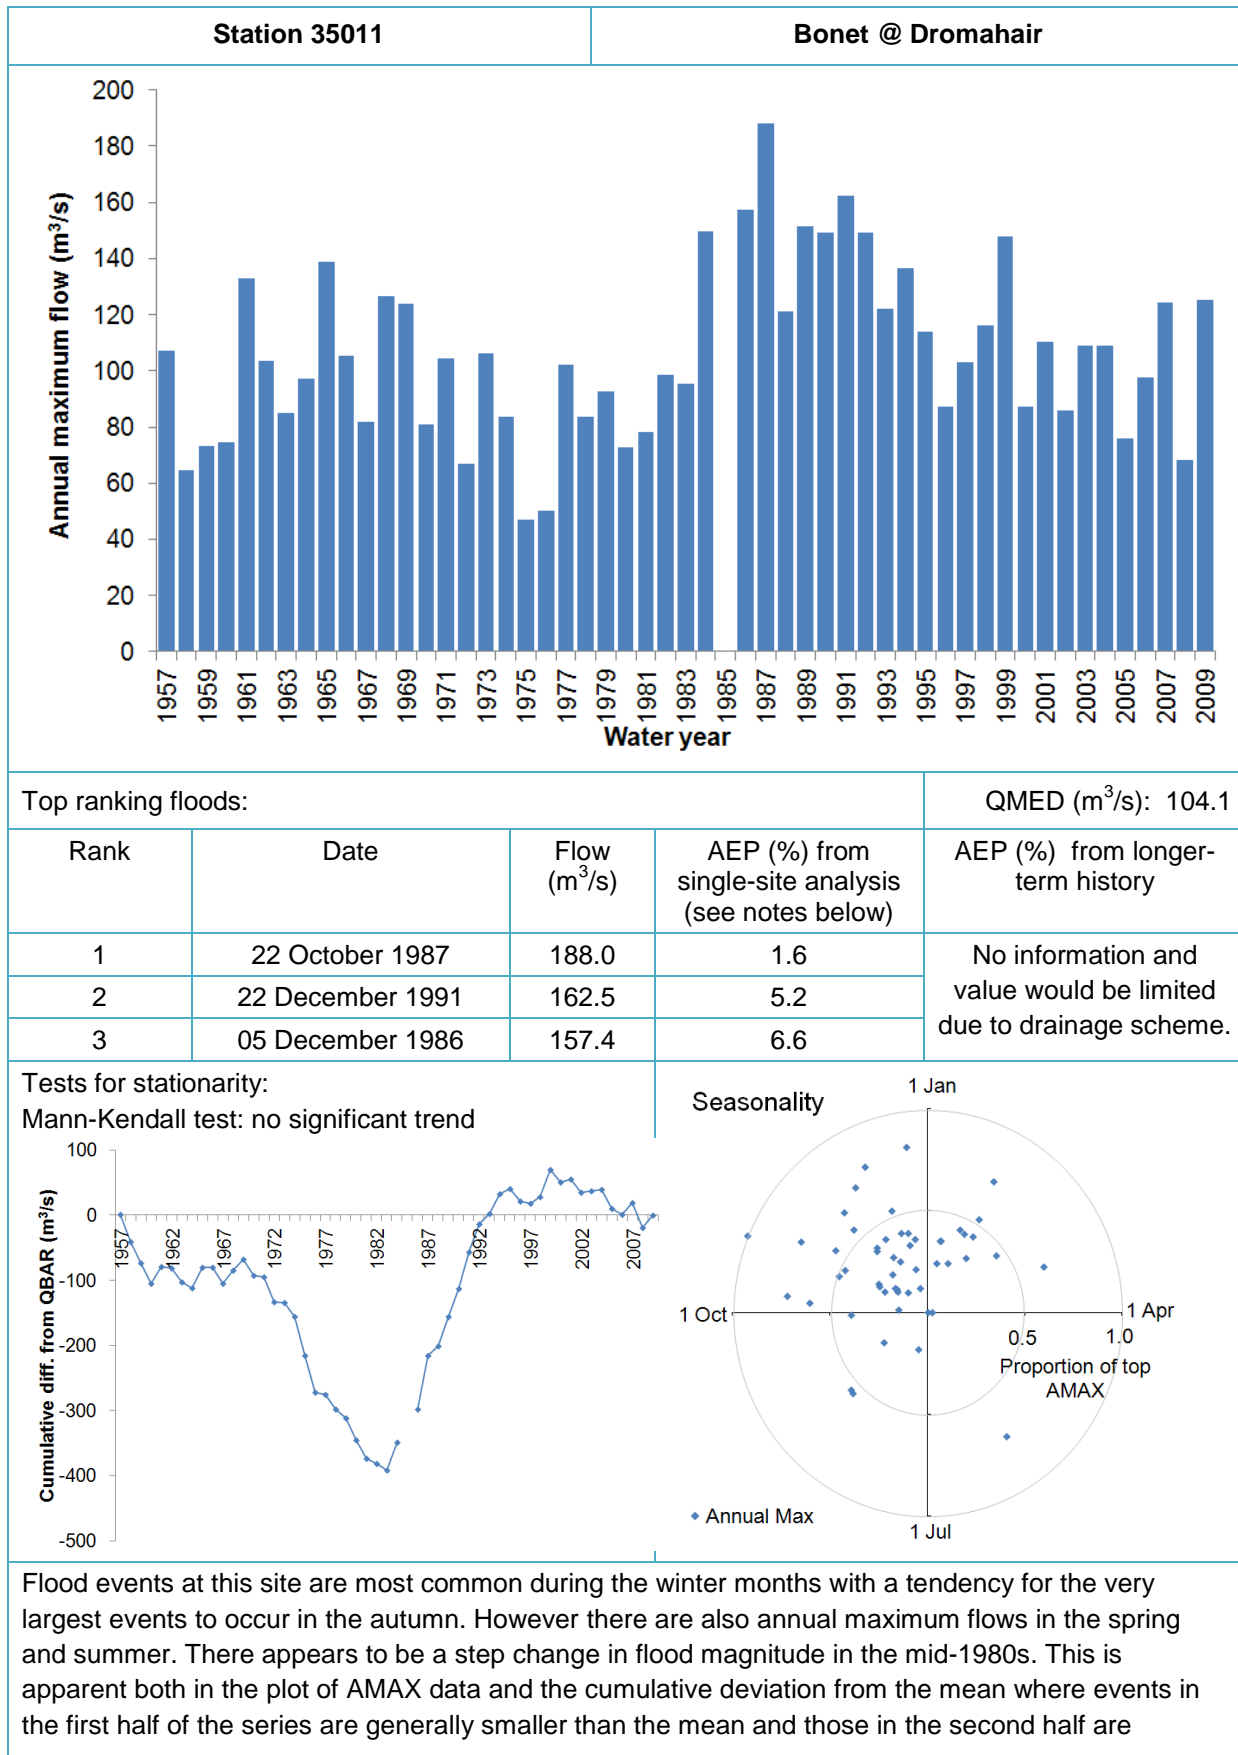 Station 35011
Bonet @ Dromahair
Annual maximum flow (m³/s)
200
180
160
140
120
100
80
60
40
20
0
1957
1959
1961
1963
1965
1967
1969
1971
1973
1975
1977
1979
1981
1983
1985
1987
1989
1991
1993
1995
1997
1999
2001
2003
2005
2007
2009
Water year
Top ranking floods:
QMED (m³/s): 104.1
Rank
Date
Flow
(m³/s)
AEP (%) from
single-site analysis
(see notes below)
AEP (%) from longer-
term history
1
22 October 1987
188.0
1.6
2
22 December 1991
162.5
5.2
3
05 December 1986
157.4
6.6
No information and
value would be limited
due to drainage scheme.
Tests for stationarity:
Mann-Kendall test: no significant trend
Cumulative diff. from QBAR (m³/s)
100
0
-100
-200
-300
-400
-500
1957
1962
1967
1972
1977
1982
1987
1992
1997
2002
2007
Seasonality
1 Jan
1 Oct
1 Apr
0.5
1.0
Proportion of top
AMAX
Annual Max
1 Jul
Flood events at this site are most common during the winter months with a tendency for the very
largest events to occur in the autumn. However there are also annual maximum flows in the spring
and summer. There appears to be a step change in flood magnitude in the mid-1980s. This is
apparent both in the plot of AMAX data and the cumulative deviation from the mean where events in
the first half of the series are generally smaller than the mean and those in the second half are